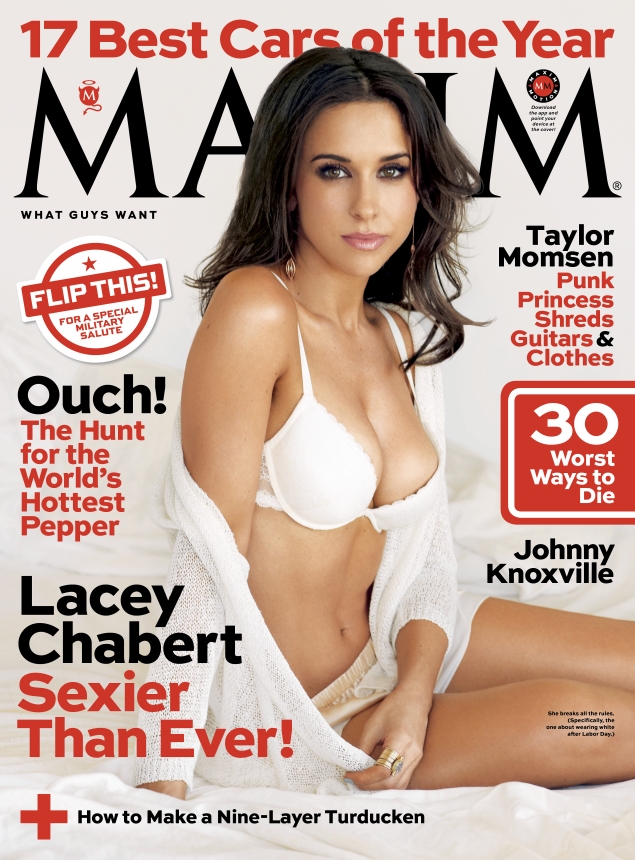 17 Best Cars of the Year
MAXIM
M
MAXIM
MM
MOTION
Download
the app and
point your
device at
the cover!
®
WHAT GUYS WANT
FLIP THIS!
FOR A SPECIAL
MILITARY
SALUTE
Taylor
Momsen
Punk
Princess
Shreds
Guitars &
Clothes
Ouch!
The Hunt
for the
World's
Hottest
Pepper
30
Worst
Ways to
Die
Johnny
Knoxville
Lacey
Chabert
Sexier
Than Ever!
She breaks all the rules.
(Specifically, the
one about wearing white
after Labor Day.)
How to Make a Nine-Layer Turducken